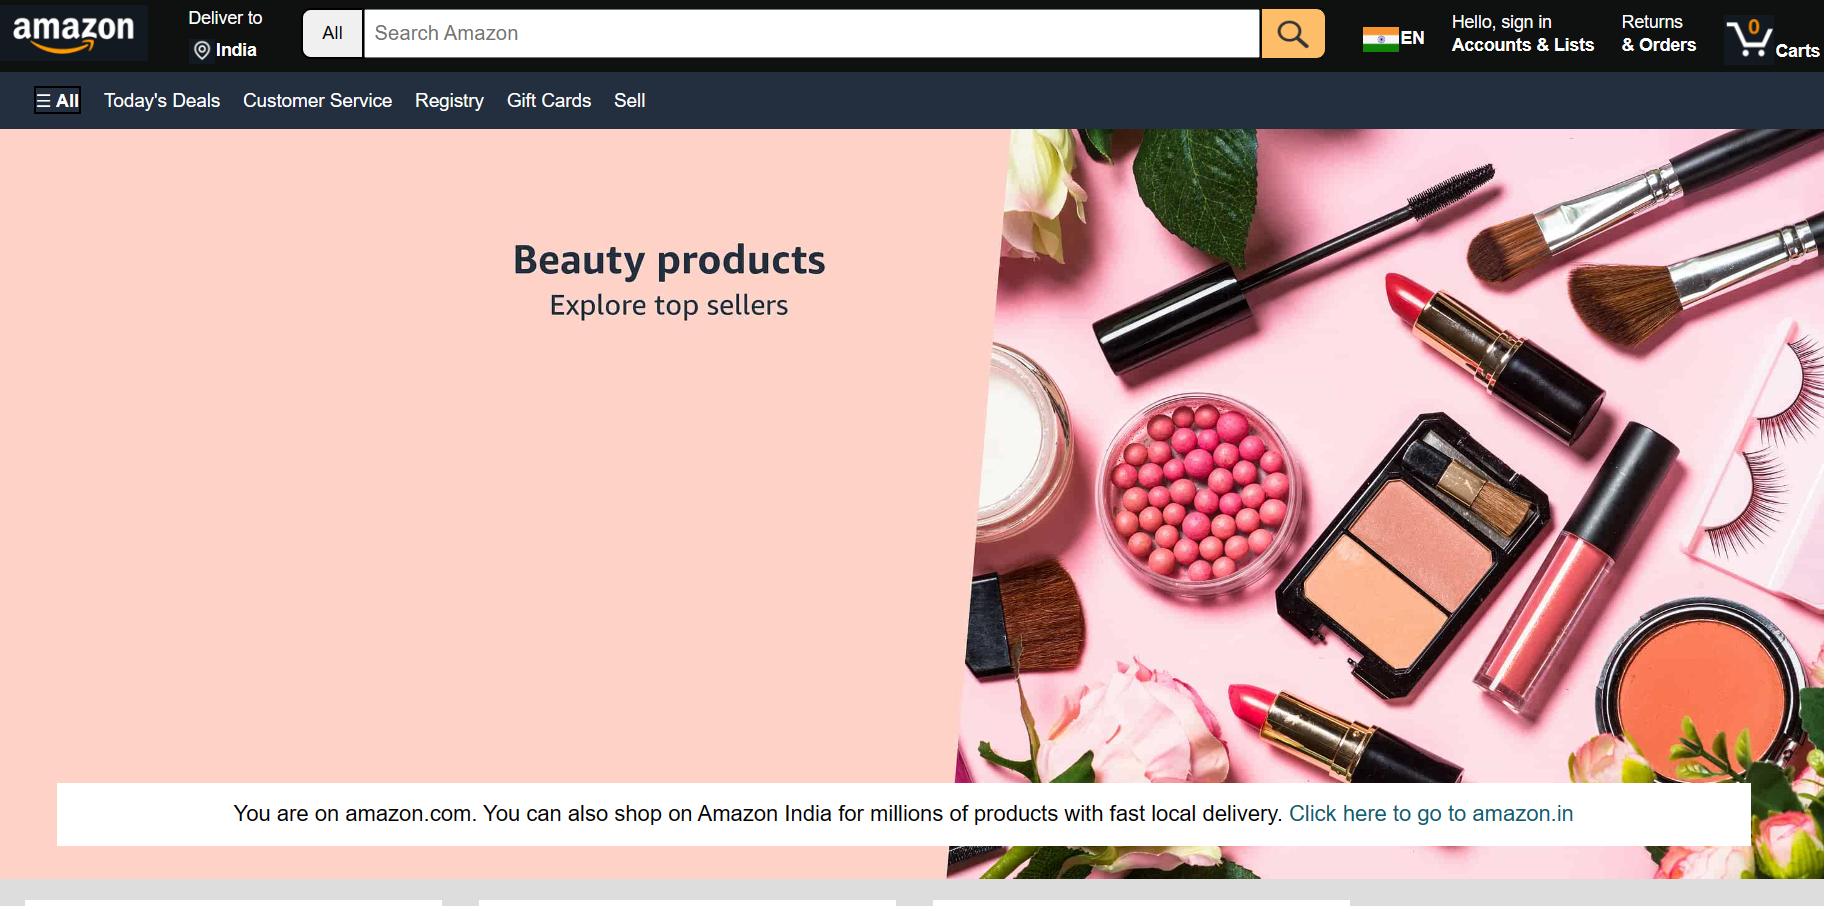 amazon
Deliver to
India
All
Search Amazon
EN
Hello, sign in
Accounts & Lists
Returns
& Orders
0
Carts
☰ All
Today's Deals
Customer Service
Registry
Gift Cards
Sell
Beauty products
Explore top sellers
You are on amazon.com. You can also shop on Amazon India for millions of products with fast local delivery. Click here to go to amazon.in